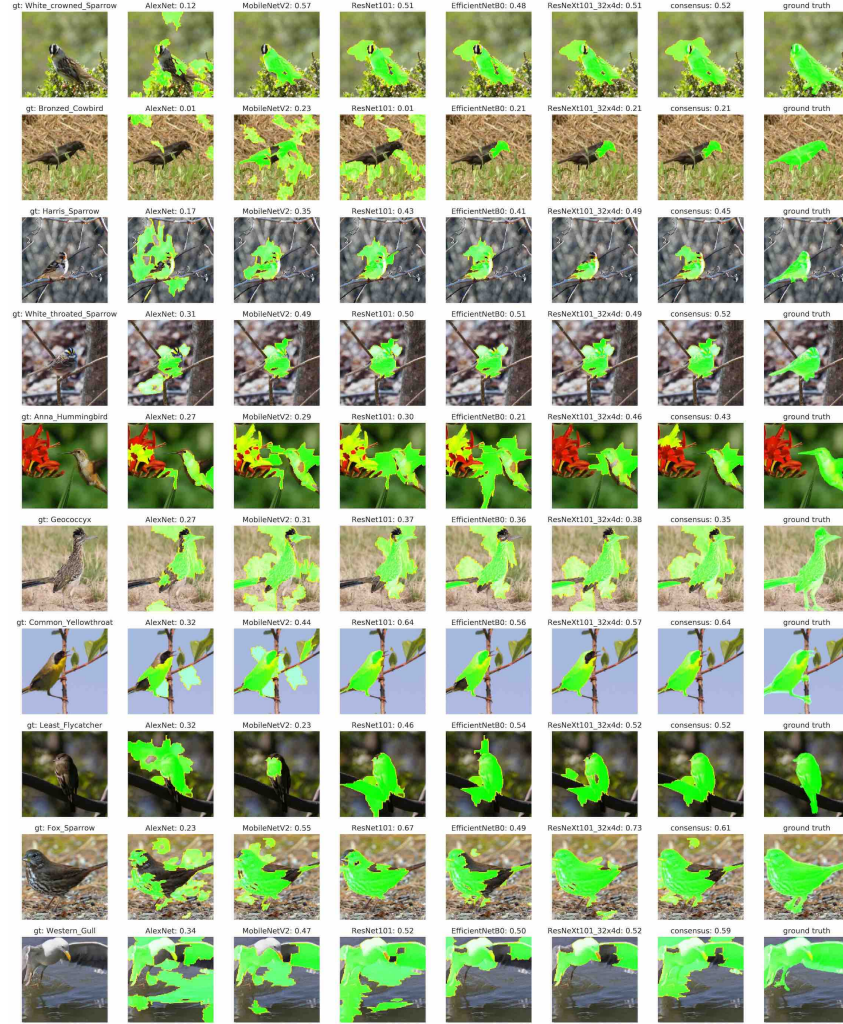 gt: White_crowned_Sparrow AlexNet: 0.12 MobileNetV2: 0.57 ResNet101: 0.51 EfficientNetB0: 0.48 ResNeXt101_32x4d: 0.51 consensus: 0.52 ground truth
gt: Bronzed_Cowbird AlexNet: 0.01 MobileNetV2: 0.23 ResNet101: 0.01 EfficientNetB0: 0.21 ResNeXt101_32x4d: 0.21 consensus: 0.21 ground truth
gt: Harris_Sparrow AlexNet: 0.17 MobileNetV2: 0.35 ResNet101: 0.43 EfficientNetB0: 0.41 ResNeXt101_32x4d: 0.49 consensus: 0.45 ground truth
gt: White_throated_Sparrow AlexNet: 0.31 MobileNetV2: 0.49 ResNet101: 0.50 EfficientNetB0: 0.51 ResNeXt101_32x4d: 0.49 consensus: 0.52 ground truth
gt: Anna_Hummingbird AlexNet: 0.27 MobileNetV2: 0.29 ResNet101: 0.30 EfficientNetB0: 0.21 ResNeXt101_32x4d: 0.46 consensus: 0.43 ground truth
gt: Geococcyx AlexNet: 0.27 MobileNetV2: 0.31 ResNet101: 0.37 EfficientNetB0: 0.36 ResNeXt101_32x4d: 0.38 consensus: 0.35 ground truth
gt: Common_Yellowthroat AlexNet: 0.32 MobileNetV2: 0.44 ResNet101: 0.64 EfficientNetB0: 0.56 ResNeXt101_32x4d: 0.57 consensus: 0.64 ground truth
gt: Least_Flycatcher AlexNet: 0.32 MobileNetV2: 0.23 ResNet101: 0.46 EfficientNetB0: 0.54 ResNeXt101_32x4d: 0.52 consensus: 0.52 ground truth
gt: Fox_Sparrow AlexNet: 0.23 MobileNetV2: 0.55 ResNet101: 0.67 EfficientNetB0: 0.49 ResNeXt101_32x4d: 0.73 consensus: 0.61 ground truth
gt: Western_Gull AlexNet: 0.34 MobileNetV2: 0.47 ResNet101: 0.52 EfficientNetB0: 0.50 ResNeXt101_32x4d: 0.52 consensus: 0.59 ground truth